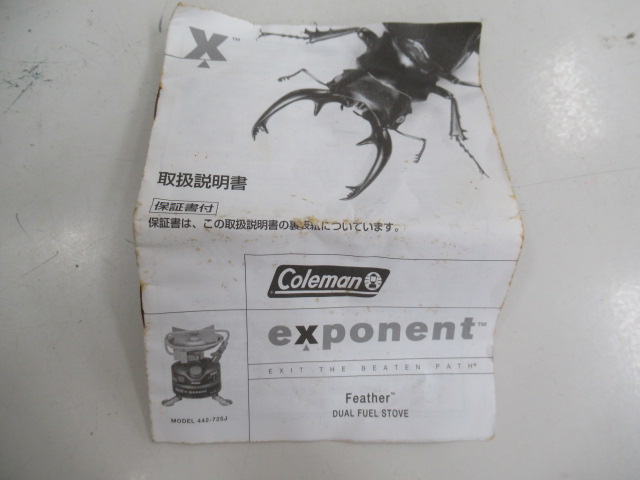 x™
取扱説明書
保証書付
保証書は、この取扱説明書の裏表紙についています。
Coleman
exponent™
EXIT THE BEATEN PATH®
Feather™
DUAL FUEL STOVE
MODEL 442-725J